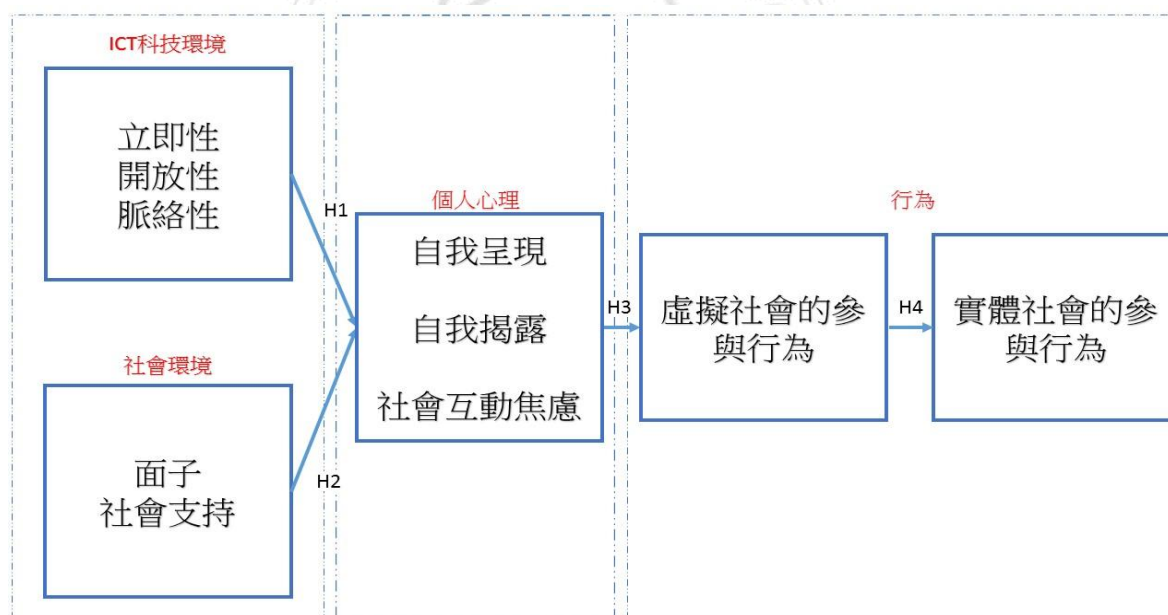 ICT科技環境
立即性
開放性
脈絡性
H1
社會環境
面子
社會支持
H2
個人心理
自我呈現
自我揭露
社會互動焦慮
H3
行為
虛擬社會的參
與行為
H4
實體社會的參
與行為